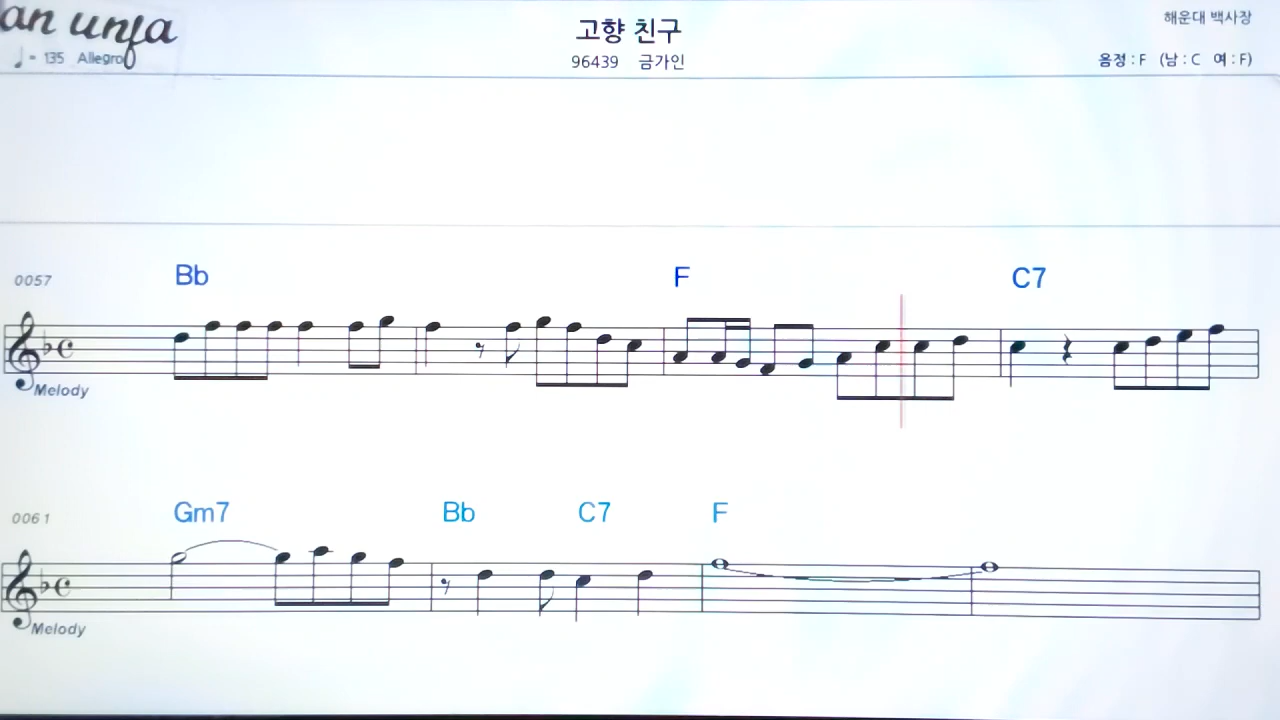 an unja
고향 친구
해운대 백사장
♩= 135 Allegro
96439 금가인
음정 : F (남 : C 여 : F)
0057 Bb F C7
Melody
0061 Gm7 Bb C7 F
Melody